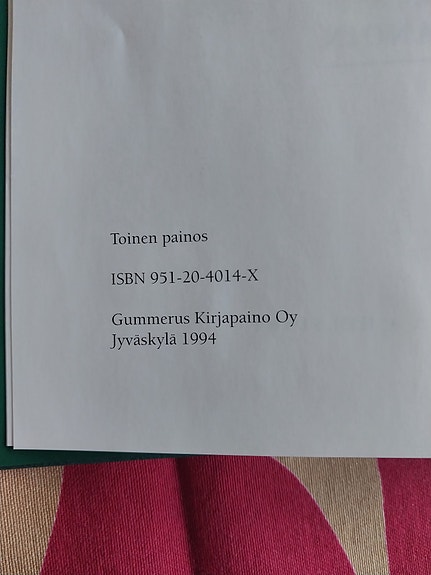 Toinen painos
ISBN 951-20-4014-X
Gummerus Kirjapaino Oy
Jyväskylä 1994